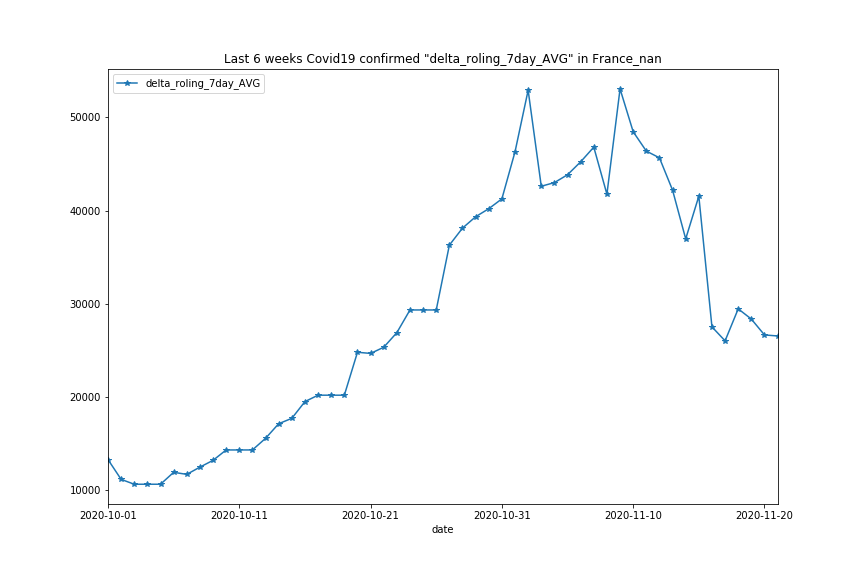 Last 6 weeks Covid19 confirmed "delta_roling_7day_AVG" in France_nan
delta_roling_7day_AVG
50000
40000
30000
20000
10000
2020-10-01 2020-10-11 2020-10-21 2020-10-31 2020-11-10 2020-11-20
date